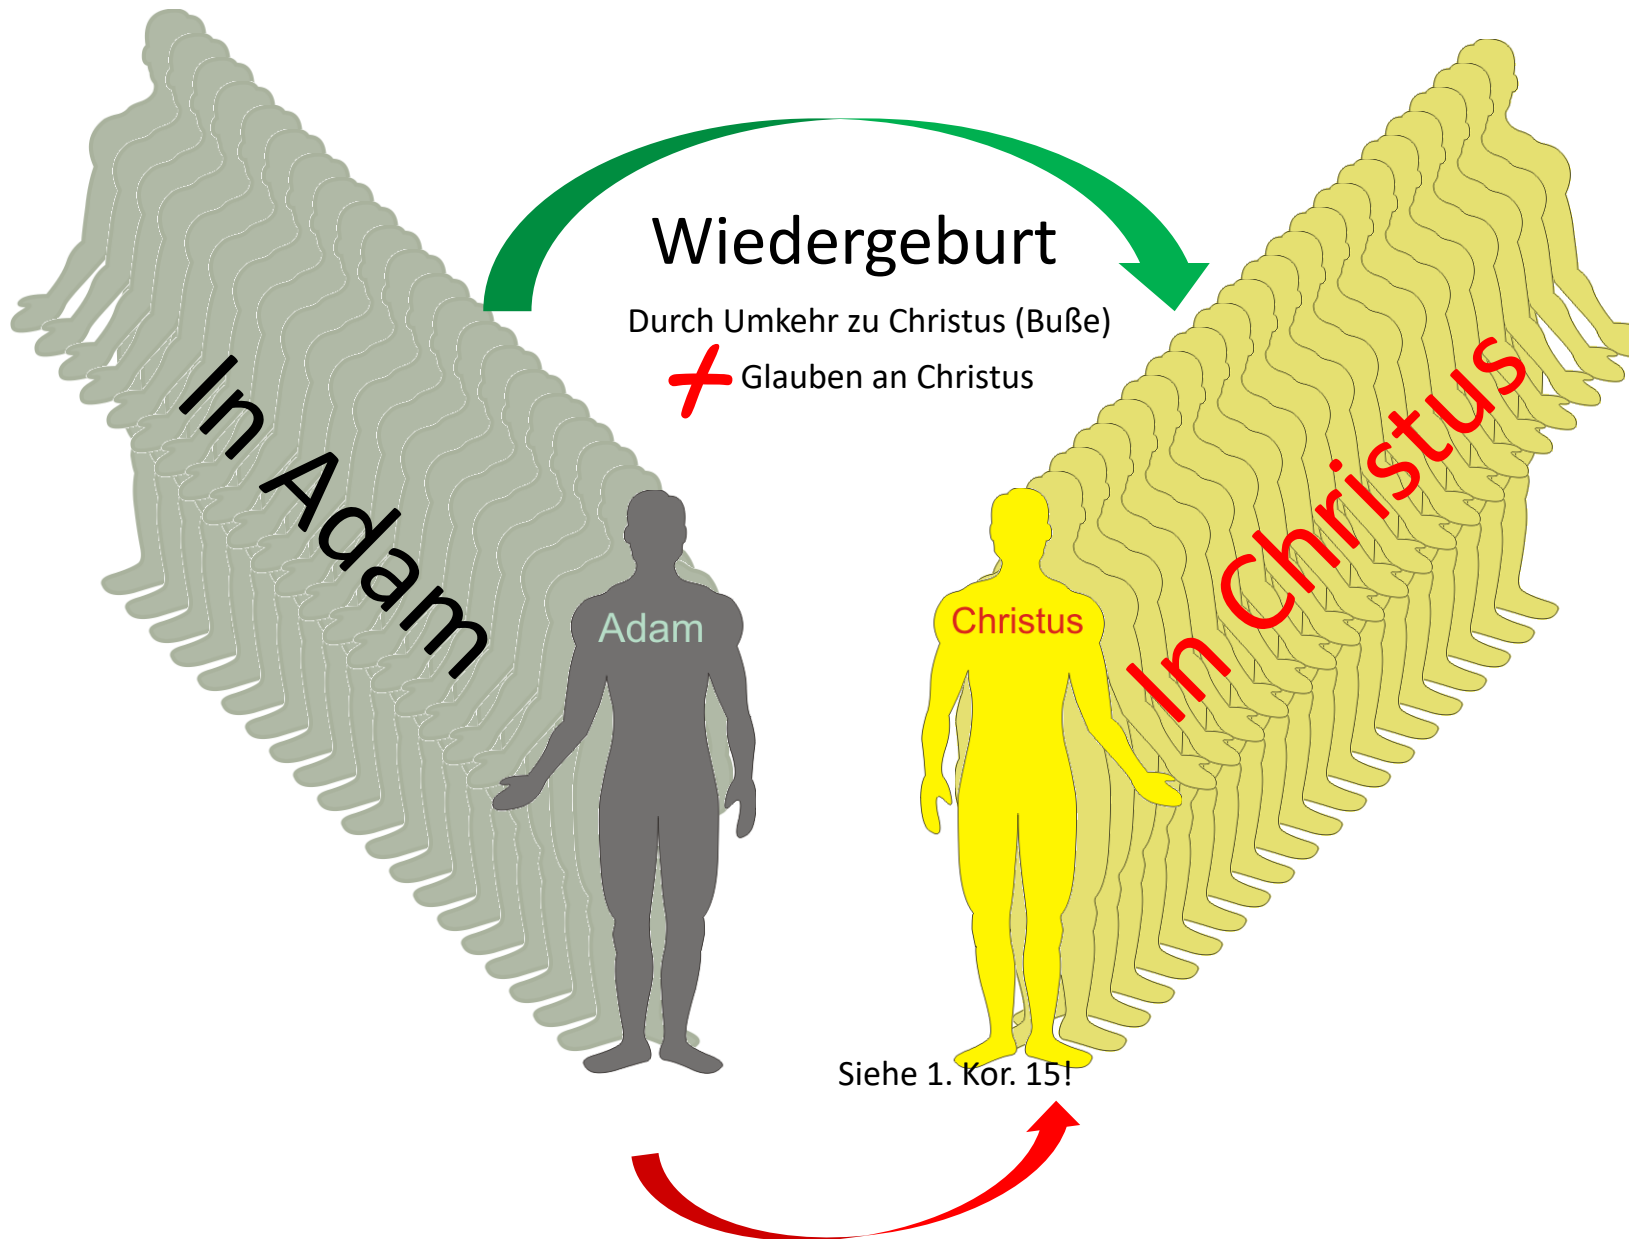 Wiedergeburt
Durch Umkehr zu Christus (Buße)
+ Glauben an Christus
In Adam
In Christus
Adam
Christus
Siehe 1. Kor. 15!